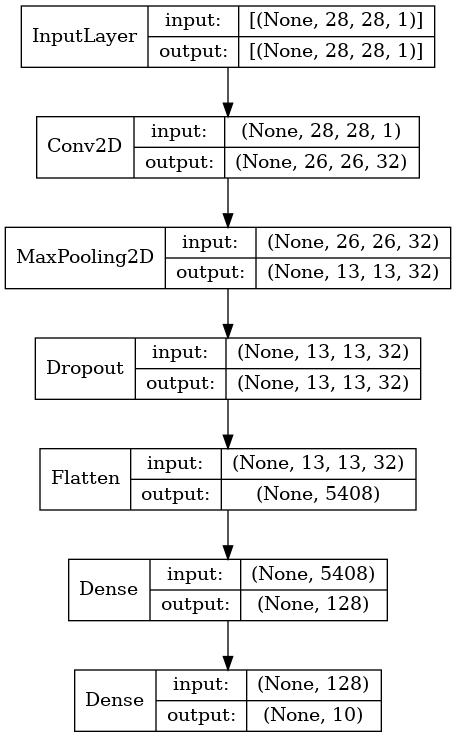 InputLayer
input: [(None, 28, 28, 1)]
output: [(None, 28, 28, 1)]
Conv2D
input: (None, 28, 28, 1)
output: (None, 26, 26, 32)
MaxPooling2D
input: (None, 26, 26, 32)
output: (None, 13, 13, 32)
Dropout
input: (None, 13, 13, 32)
output: (None, 13, 13, 32)
Flatten
input: (None, 13, 13, 32)
output: (None, 5408)
Dense
input: (None, 5408)
output: (None, 128)
Dense
input: (None, 128)
output: (None, 10)